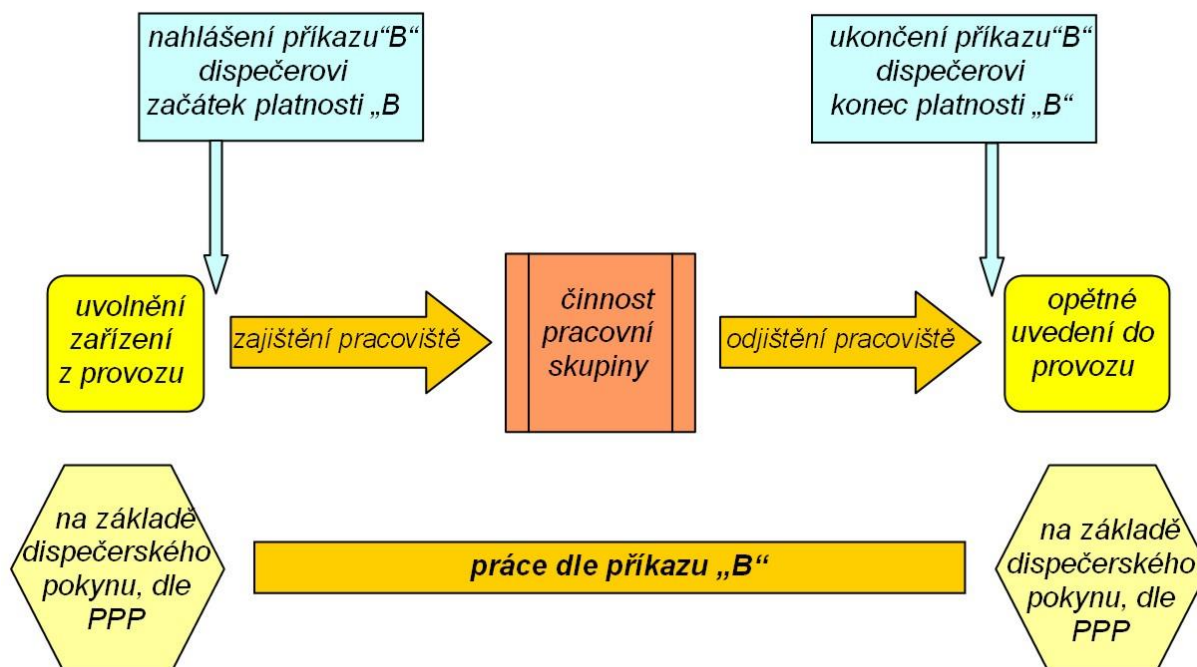 nahlášení příkazu“B“
dispečerovi
začátek platnosti „B
ukončení příkazu“B“
dispečerovi
konec platnosti „B“
uvolnění
zařízení
z provozu
zajištění pracoviště
činnost
pracovní
skupiny
odjištění pracoviště
opětné
uvedení do
provozu
na základě
dispečerského
pokynu, dle
PPP
práce dle příkazu „B“
na základě
dispečerského
pokynu, dle
PPP